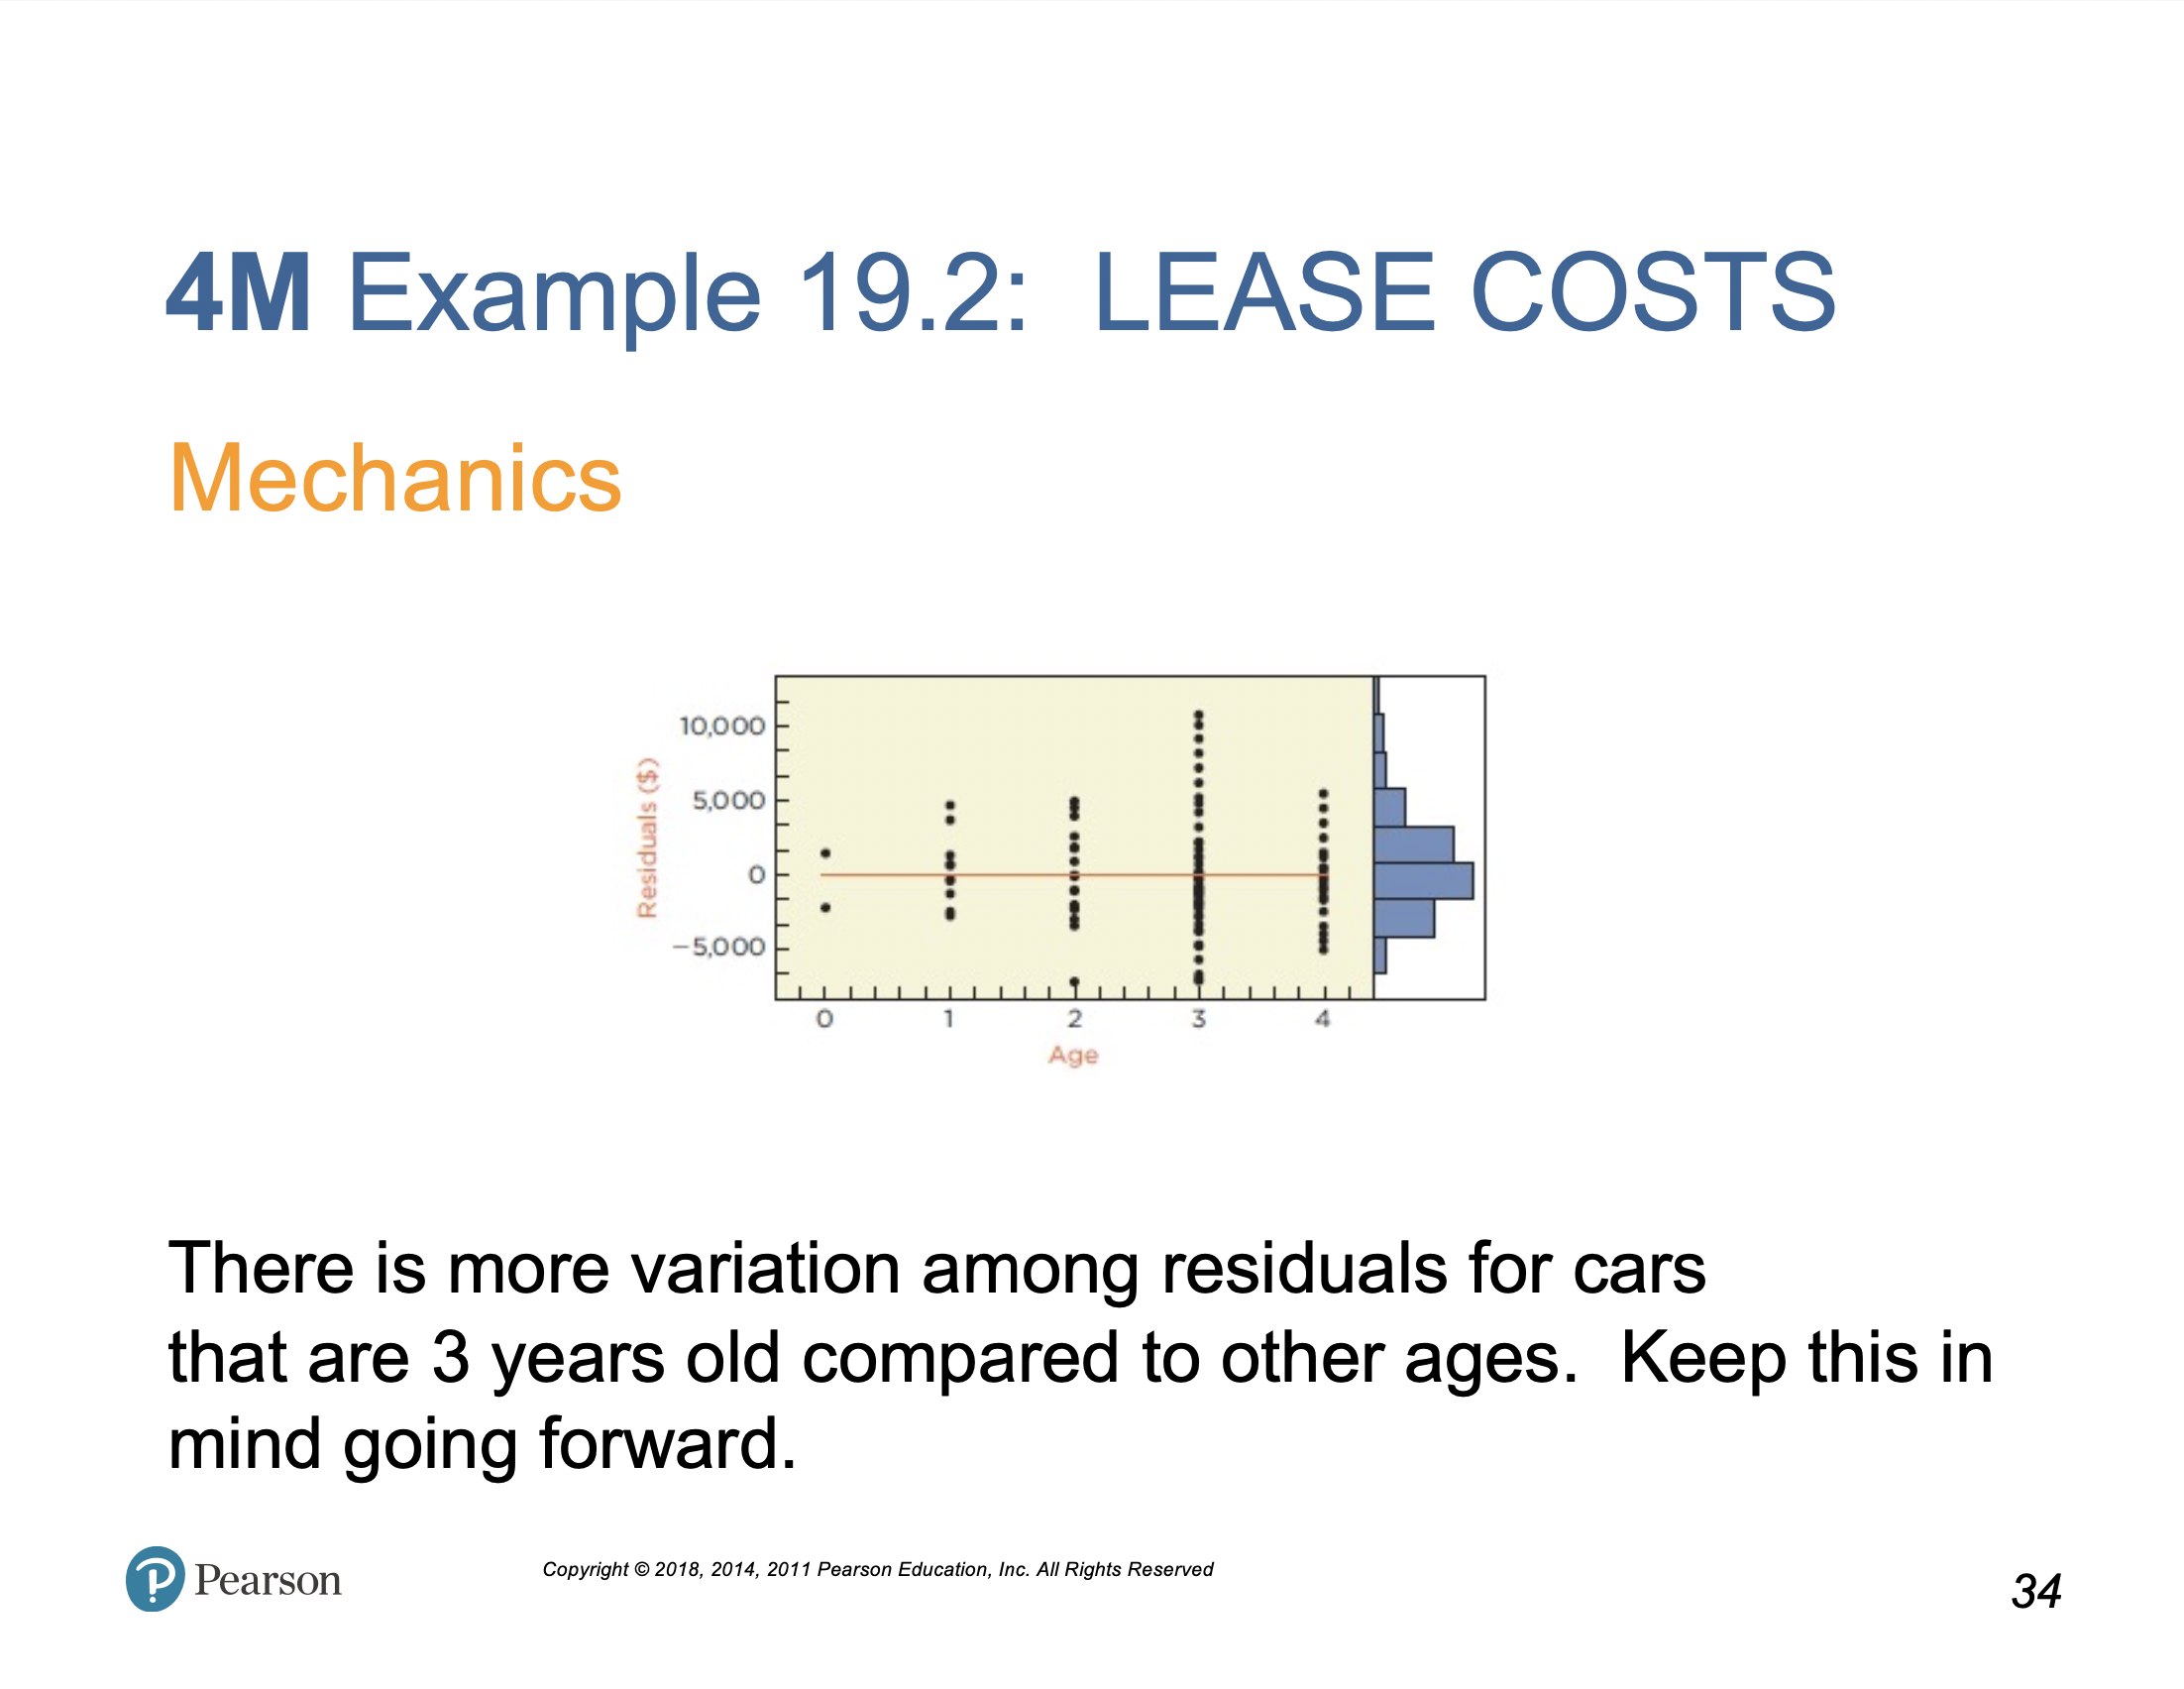 4M Example 19.2: LEASE COSTS
Mechanics
Residuals ($)
10,000
5,000
0
−5,000
0 1 2 3 4
Age
There is more variation among residuals for cars
that are 3 years old compared to other ages. Keep this in
mind going forward.
Pearson
Copyright © 2018, 2014, 2011 Pearson Education, Inc. All Rights Reserved
34